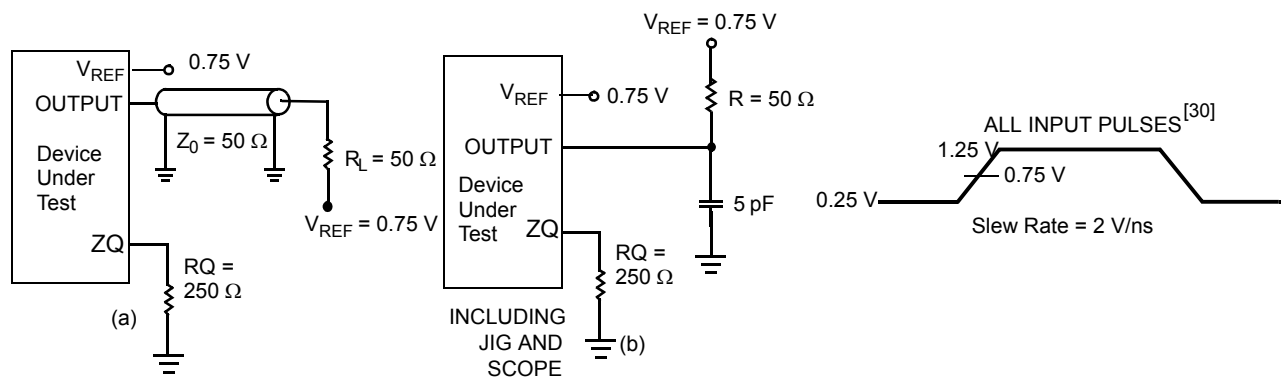 V_REF
0.75 V
OUTPUT
Z_0 = 50 Ω
Device
Under
Test
R_L = 50 Ω
V_REF = 0.75 V
ZQ
RQ =
250 Ω
(a)
V_REF = 0.75 V
V_REF
0.75 V
R = 50 Ω
OUTPUT
Device
Under
Test
5 pF
ZQ
RQ =
250 Ω
INCLUDING
JIG AND
SCOPE
(b)
ALL INPUT PULSES[30]
1.25 V
0.75 V
0.25 V
Slew Rate = 2 V/ns